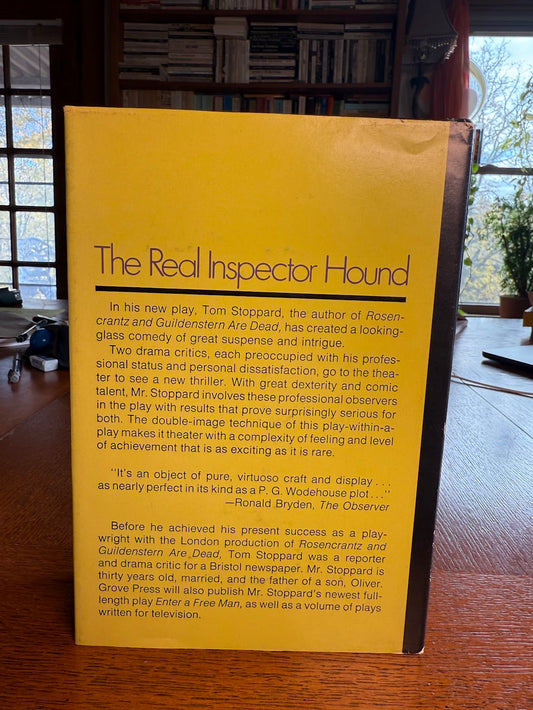 The Real Inspector Hound
In his new play, Tom Stoppard, the author of Rosen-
crantz and Guildenstern Are Dead, has created a looking-
glass comedy of great suspense and intrigue.
Two drama critics, each preoccupied with his profes-
sional status and personal dissatisfaction, go to the thea-
ter to see a new thriller. With great dexterity and comic
talent, Mr. Stoppard involves these professional observers
in the play with results that prove surprisingly serious for
both. The double-image technique of this play-within-a-
play makes it theater with a complexity of feeling and level
of achievement that is as exciting as it is rare.
"It's an object of pure, virtuoso craft and display . . .
as nearly perfect in its kind as a P. G. Wodehouse plot . . ."
—Ronald Bryden, The Observer
Before he achieved his present success as a play-
wright with the London production of Rosencrantz and
Guildenstern Are Dead, Tom Stoppard was a reporter
and drama critic for a Bristol newspaper. Mr. Stoppard is
thirty years old, married, and the father of a son, Oliver.
Grove Press will also publish Mr. Stoppard's newest full-
length play Enter a Free Man, as well as a volume of plays
written for television.